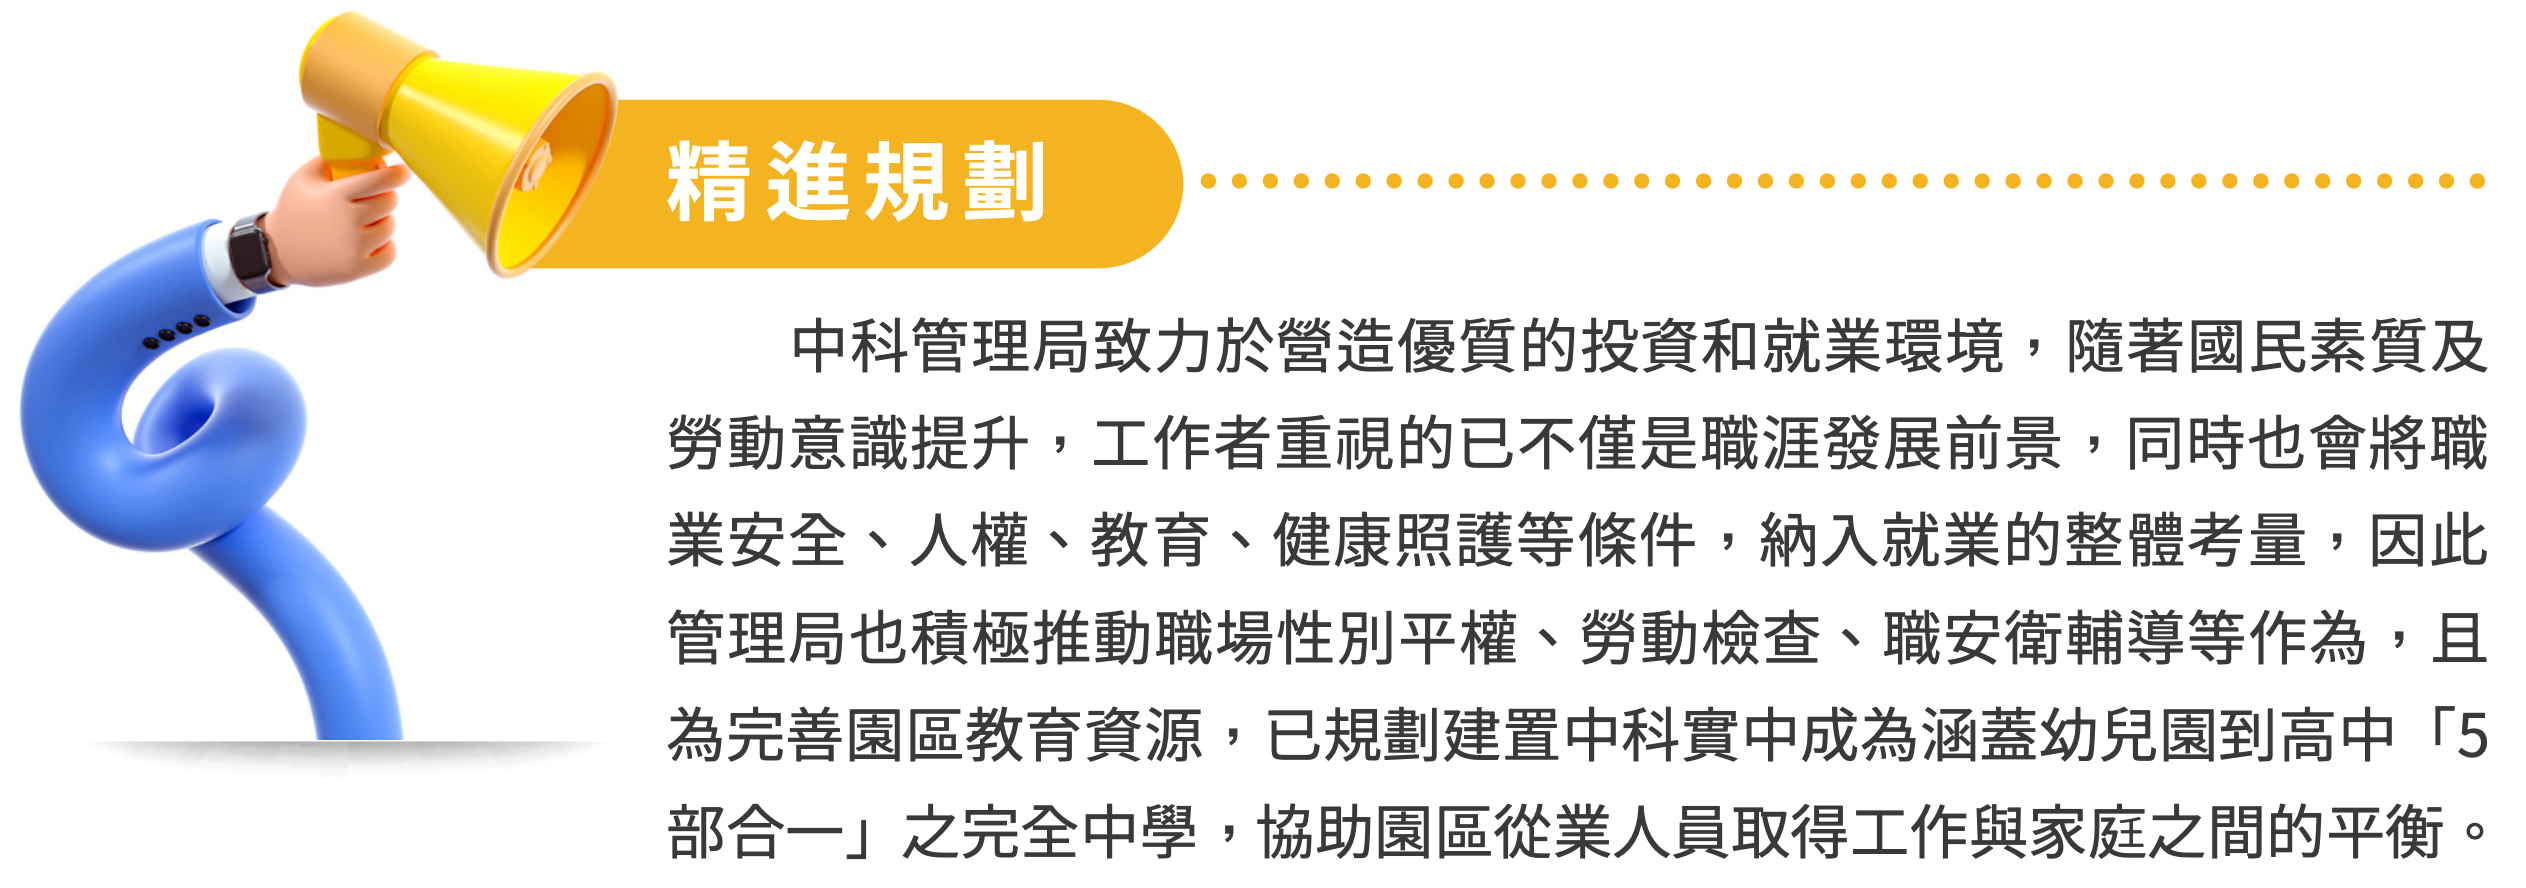 精進規劃
中科管理局致力於營造優質的投資和就業環境，隨著國民素質及
勞動意識提升，工作者重視的已不僅是職涯發展前景，同時也會將職
業安全、人權、教育、健康照護等條件，納入就業的整體考量，因此
管理局也積極推動職場性別平權、勞動檢查、職安衛輔導等作為，且
為完善園區教育資源，已規劃建置中科實中成為涵蓋幼兒園到高中「5
部合一」之完全中學，協助園區從業人員取得工作與家庭之間的平衡。